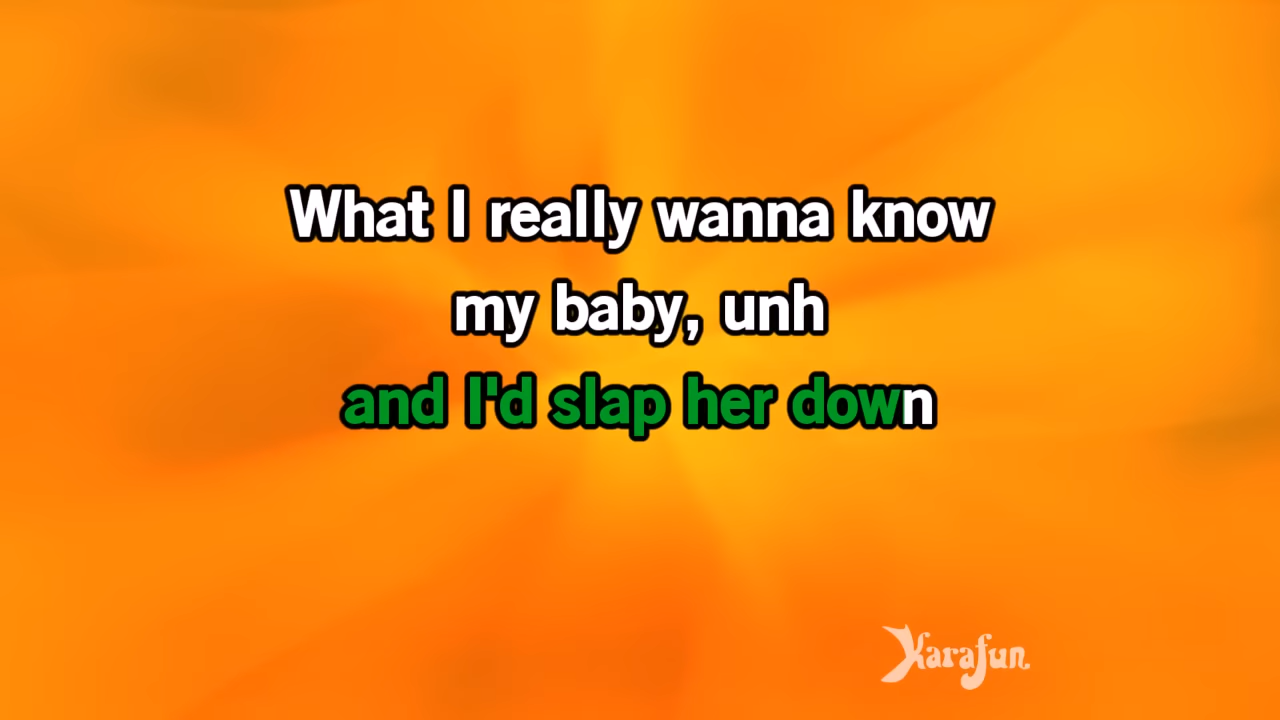 What I really wanna know
my baby, unh
and I'd slap her down
Karafun